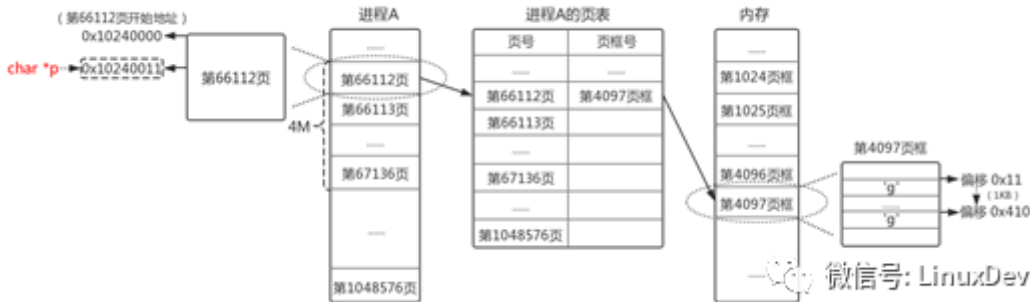 （第66112页开始地址）
0x10240000
char *p
0x10240011
第66112页
进程A
......
第66112页
第66113页
4M
......
第67136页
......
第1048576页
进程A的页表
页号
页框号
......
......
第66112页
第4097页框
第66113页
......
第67136页
......
第1048576页
内存
......
第1024页框
第1025页框
......
第4096页框
第4097页框
......
第4097页框
'g'
......
'g'
偏移 0x11
（1KB）
偏移 0x410
微信号: LinuxDev